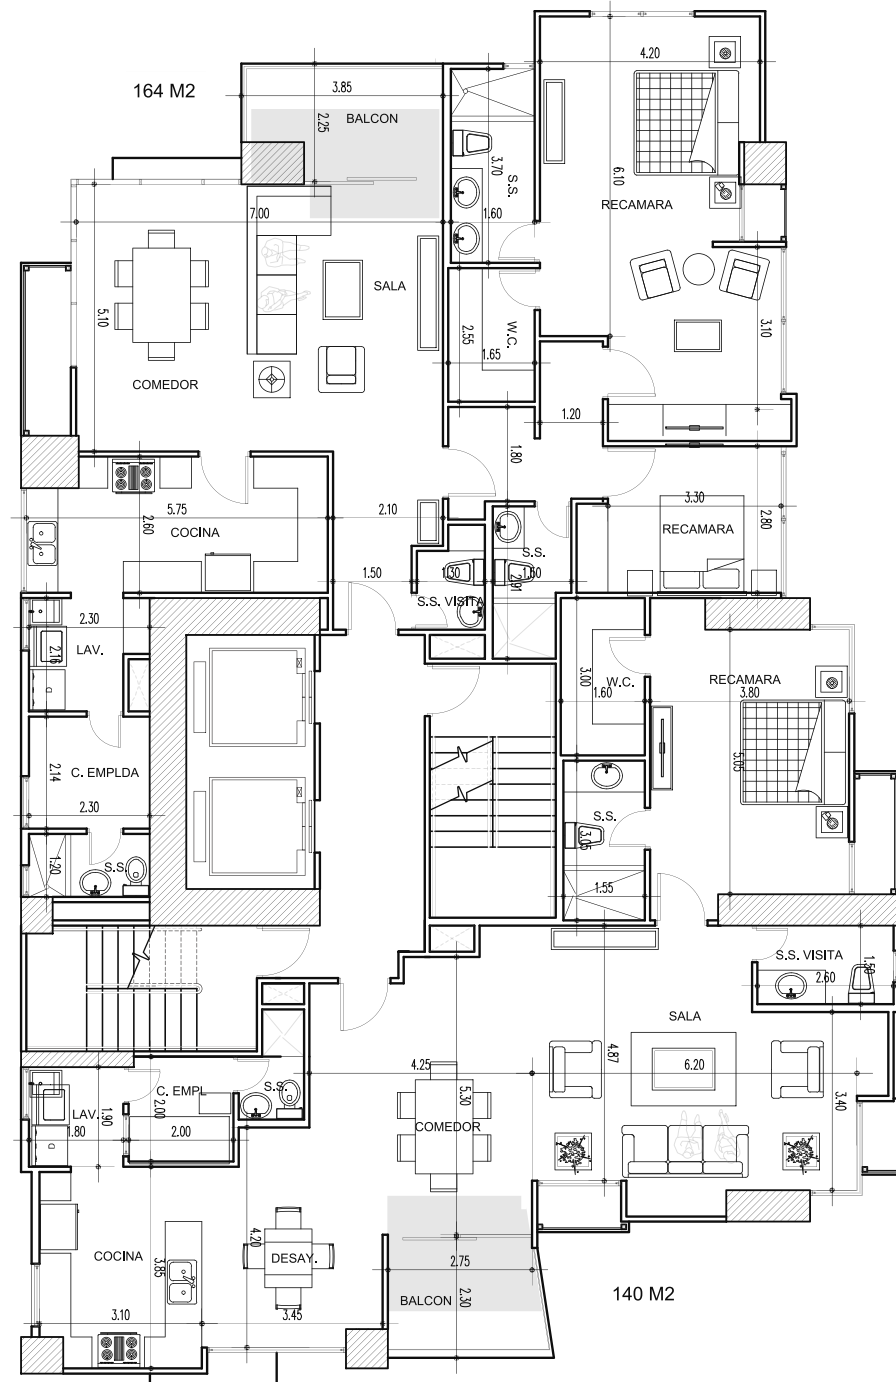 164 M2
3.85
BALCON
2.25
4.20
3.70
S.S.
1.60
6.10
RECAMARA
7.00
SALA
5.10
COMEDOR
W.C.
2.55
1.65
3.10
1.20
1.80
5.75
2.60
COCINA
2.10
3.30
RECAMARA
2.80
S.S.
1.50
1.30
2.91
1.60
S.S. VISITA
2.30
LAV.
2.16
3.00
W.C.
1.60
RECAMARA
3.80
5.05
2.14
C. EMPLDA
2.30
S.S.
3.05
1.20
S.S.
1.55
S.S. VISITA
1.50
2.60
SALA
4.87
6.20
4.25
5.30
COMEDOR
3.40
C. EMPL.
S.S.
LAV.
1.80
1.90
2.00
2.00
4.20
COCINA
3.85
DESAY.
2.75
BALCON
2.30
3.10
3.45
140 M2